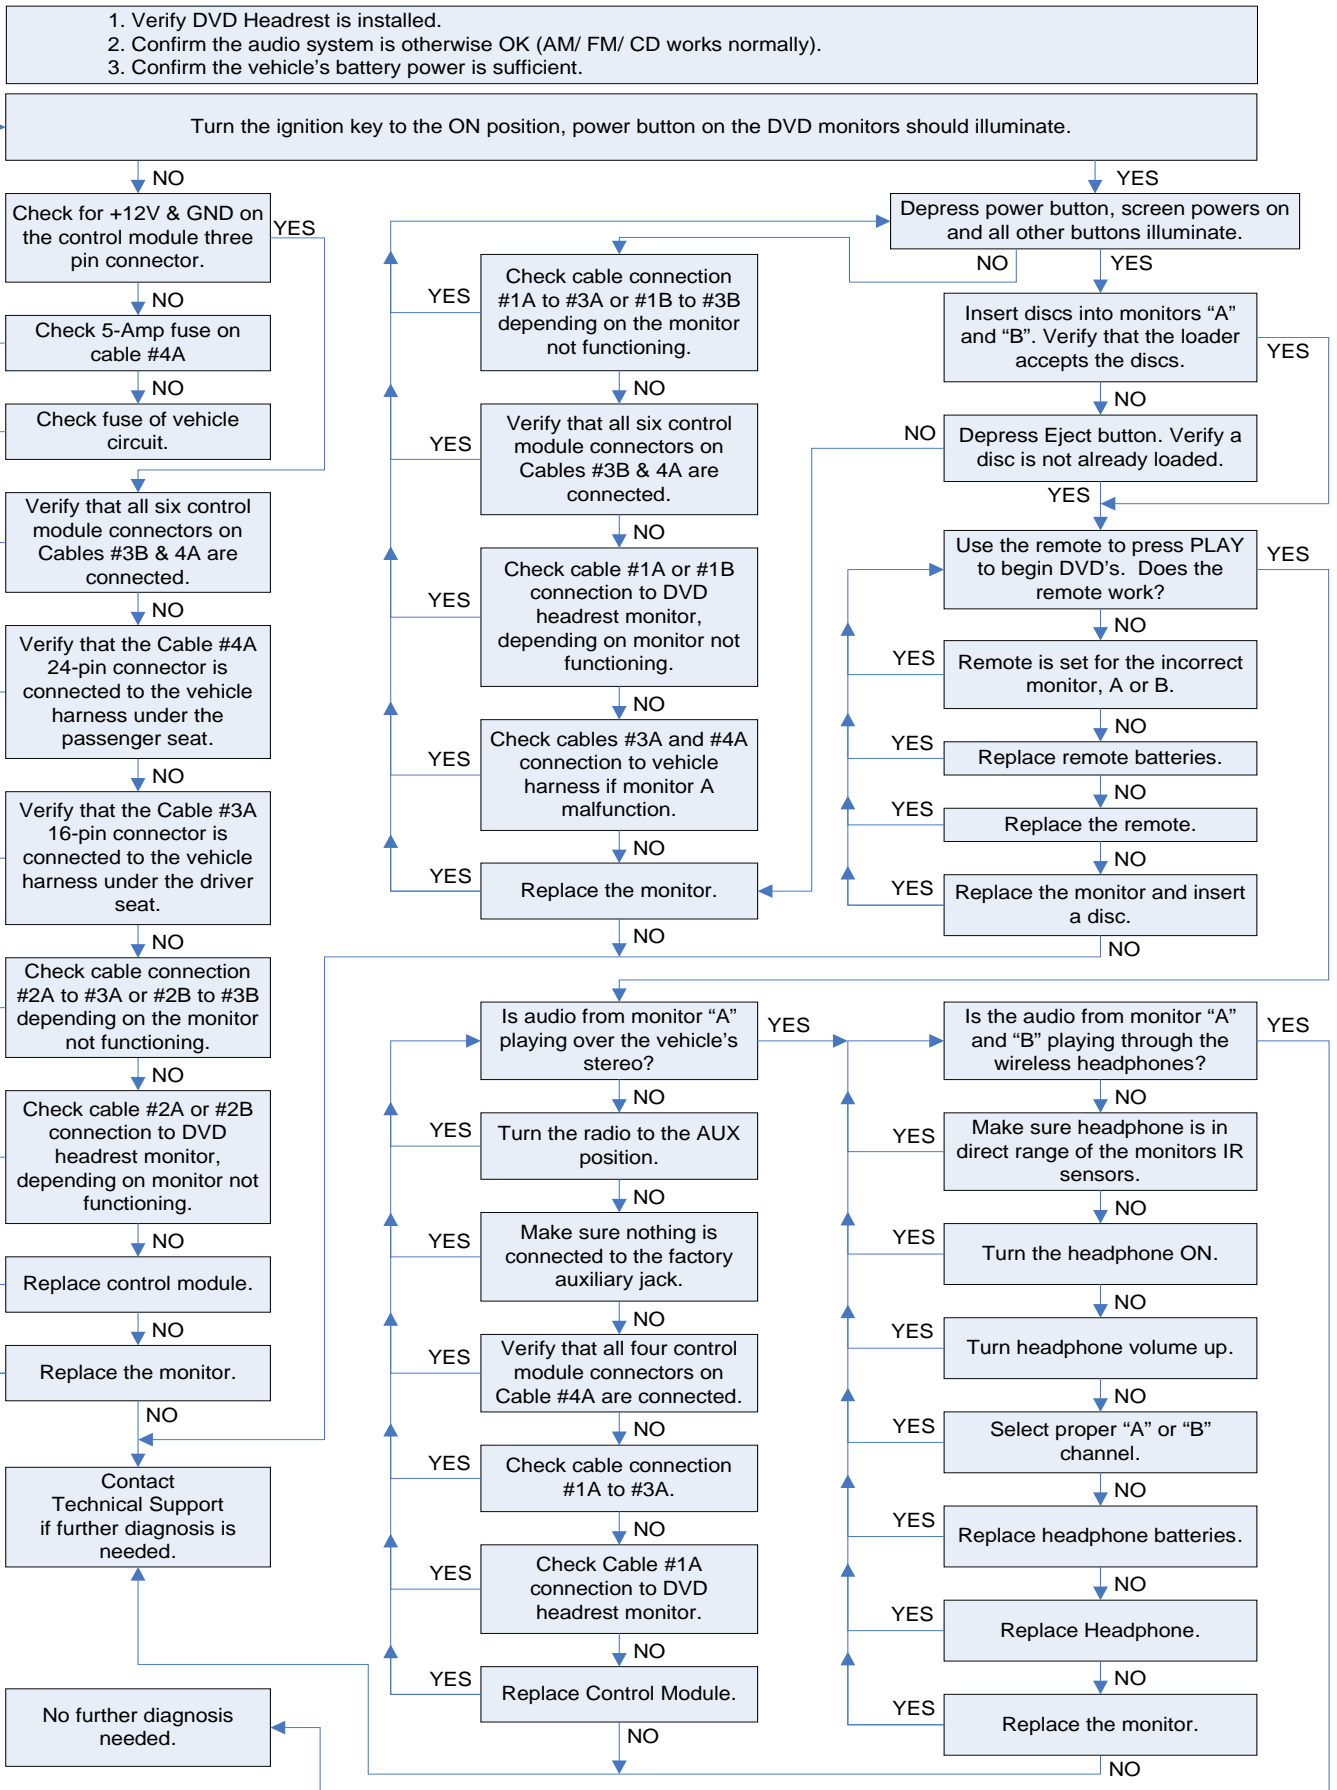 1. Verify DVD Headrest is installed.
2. Confirm the audio system is otherwise OK (AM/ FM/ CD works normally).
3. Confirm the vehicle's battery power is sufficient.
Turn the ignition key to the ON position, power button on the DVD monitors should illuminate.
NO
Check for +12V & GND on
the control module three
pin connector.
YES
NO
Check 5-Amp fuse on
cable #4A
NO
Check fuse of vehicle
circuit.
Verify that all six control
module connectors on
Cables #3B & 4A are
connected.
NO
Verify that the Cable #4A
24-pin connector is
connected to the vehicle
harness under the
passenger seat.
NO
Verify that the Cable #3A
16-pin connector is
connected to the vehicle
harness under the driver
seat.
NO
Check cable connection
#2A to #3A or #2B to #3B
depending on the monitor
not functioning.
NO
Check cable #2A or #2B
connection to DVD
headrest monitor,
depending on monitor not
functioning.
NO
Replace control module.
NO
Replace the monitor.
NO
Contact
Technical Support
if further diagnosis is
needed.
No further diagnosis
needed.
YES
Depress power button, screen powers on
and all other buttons illuminate.
NO
YES
Check cable connection
#1A to #3A or #1B to #3B
depending on the monitor
not functioning.
YES
NO
Verify that all six control
module connectors on
Cables #3B & 4A are
connected.
YES
NO
Check cable #1A or #1B
connection to DVD
headrest monitor,
depending on monitor not
functioning.
YES
NO
Check cables #3A and #4A
connection to vehicle
harness if monitor A
malfunction.
YES
NO
Replace the monitor.
YES
NO
Insert discs into monitors “A”
and “B”. Verify that the loader
accepts the discs.
YES
NO
Depress Eject button. Verify a
disc is not already loaded.
NO
YES
Use the remote to press PLAY
to begin DVD's. Does the
remote work?
YES
NO
Remote is set for the incorrect
monitor, A or B.
YES
NO
Replace remote batteries.
YES
NO
Replace the remote.
YES
NO
Replace the monitor and insert
a disc.
YES
NO
Is audio from monitor “A”
playing over the vehicle's
stereo?
YES
NO
Turn the radio to the AUX
position.
YES
NO
Make sure nothing is
connected to the factory
auxiliary jack.
YES
NO
Verify that all four control
module connectors on
Cable #4A are connected.
YES
NO
Check cable connection
#1A to #3A.
YES
NO
Check Cable #1A
connection to DVD
headrest monitor.
YES
NO
Replace Control Module.
YES
NO
Is the audio from monitor “A”
and “B” playing through the
wireless headphones?
YES
NO
Make sure headphone is in
direct range of the monitors IR
sensors.
YES
NO
Turn the headphone ON.
YES
NO
Turn headphone volume up.
YES
NO
Select proper “A” or “B”
channel.
YES
NO
Replace headphone batteries.
YES
NO
Replace Headphone.
YES
NO
Replace the monitor.
YES
NO